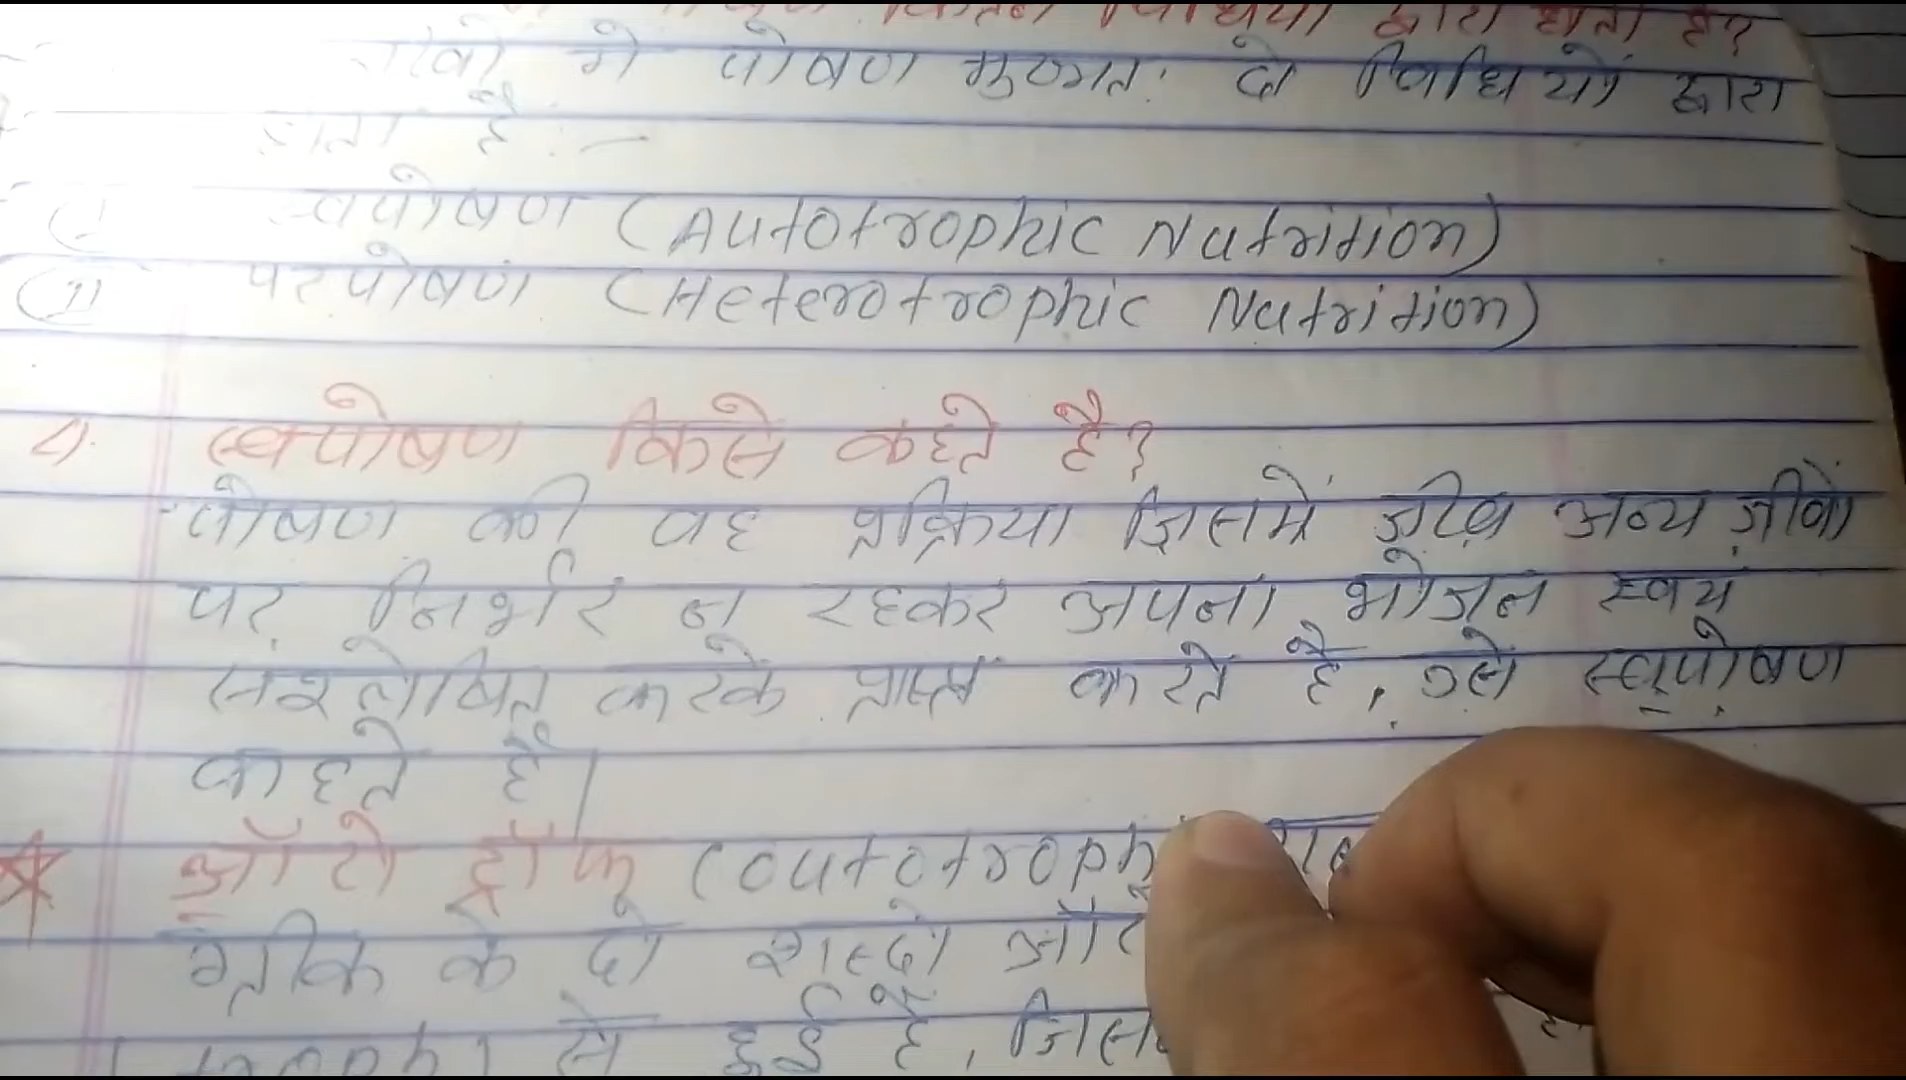 विधियों द्वारा होता है?
जीवों में पोषण मुख्यतः दो विधियों द्वारा
होता है :—
(I) स्वपोषण (Autotrophic Nutrition)
(II) परपोषण (Heterotrophic Nutrition)
स्वपोषण किसे कहते है?
पोषण की वह प्रक्रिया जिसमें जीव अन्य जीवों
पर निर्भर न रहकर अपना भोजन स्वयं
संश्लेषित करके प्राप्त करते है, उसे स्वपोषण
कहते है।
ऑटो ट्रॉफ (autotroph
ग्रीक के दो शब्दों और
से हुई है,